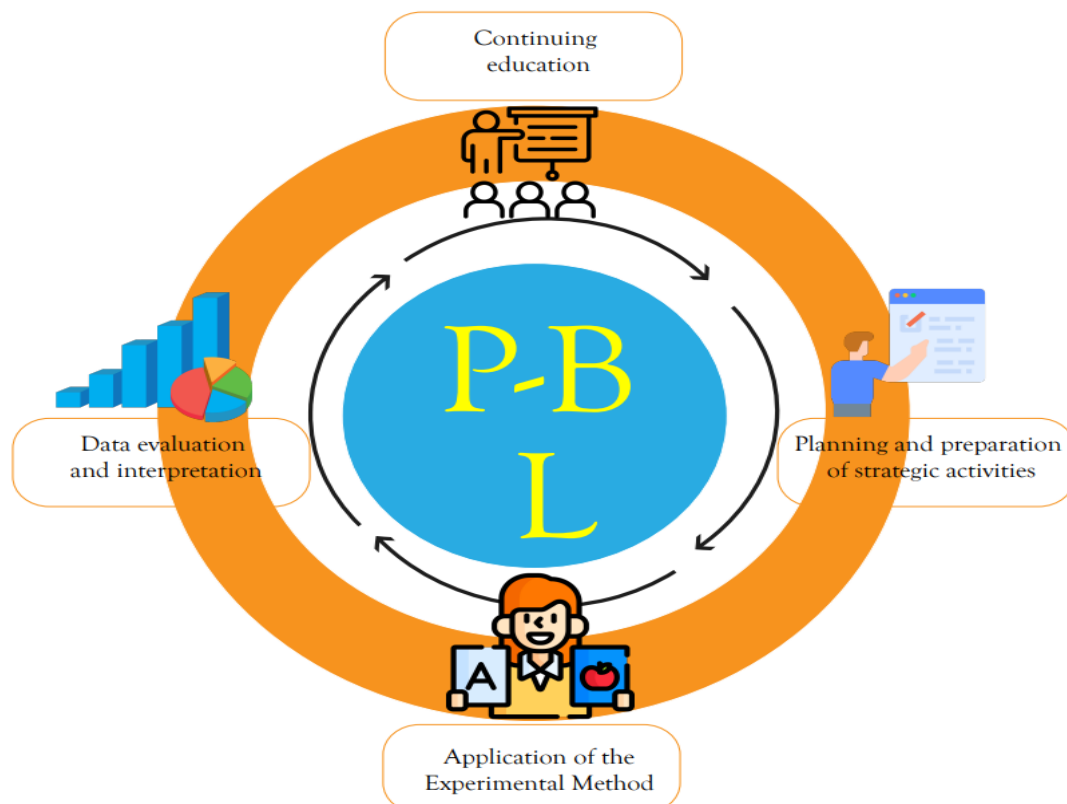 Continuing
education
P-B
L
Data evaluation
and interpretation
Planning and preparation
of strategic activities
A
Application of the
Experimental Method